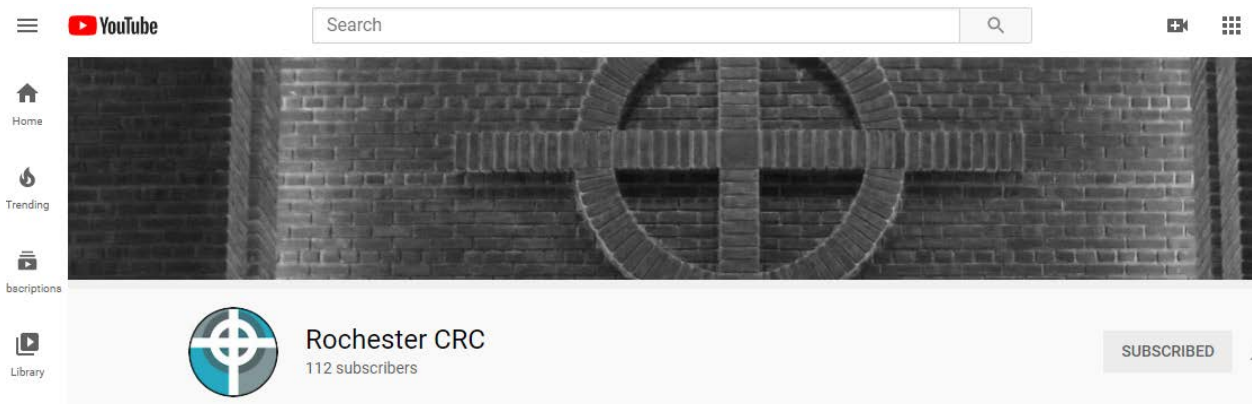 YouTube
Search
Home
Trending
bscriptions
Library
Rochester CRC
112 subscribers
SUBSCRIBED